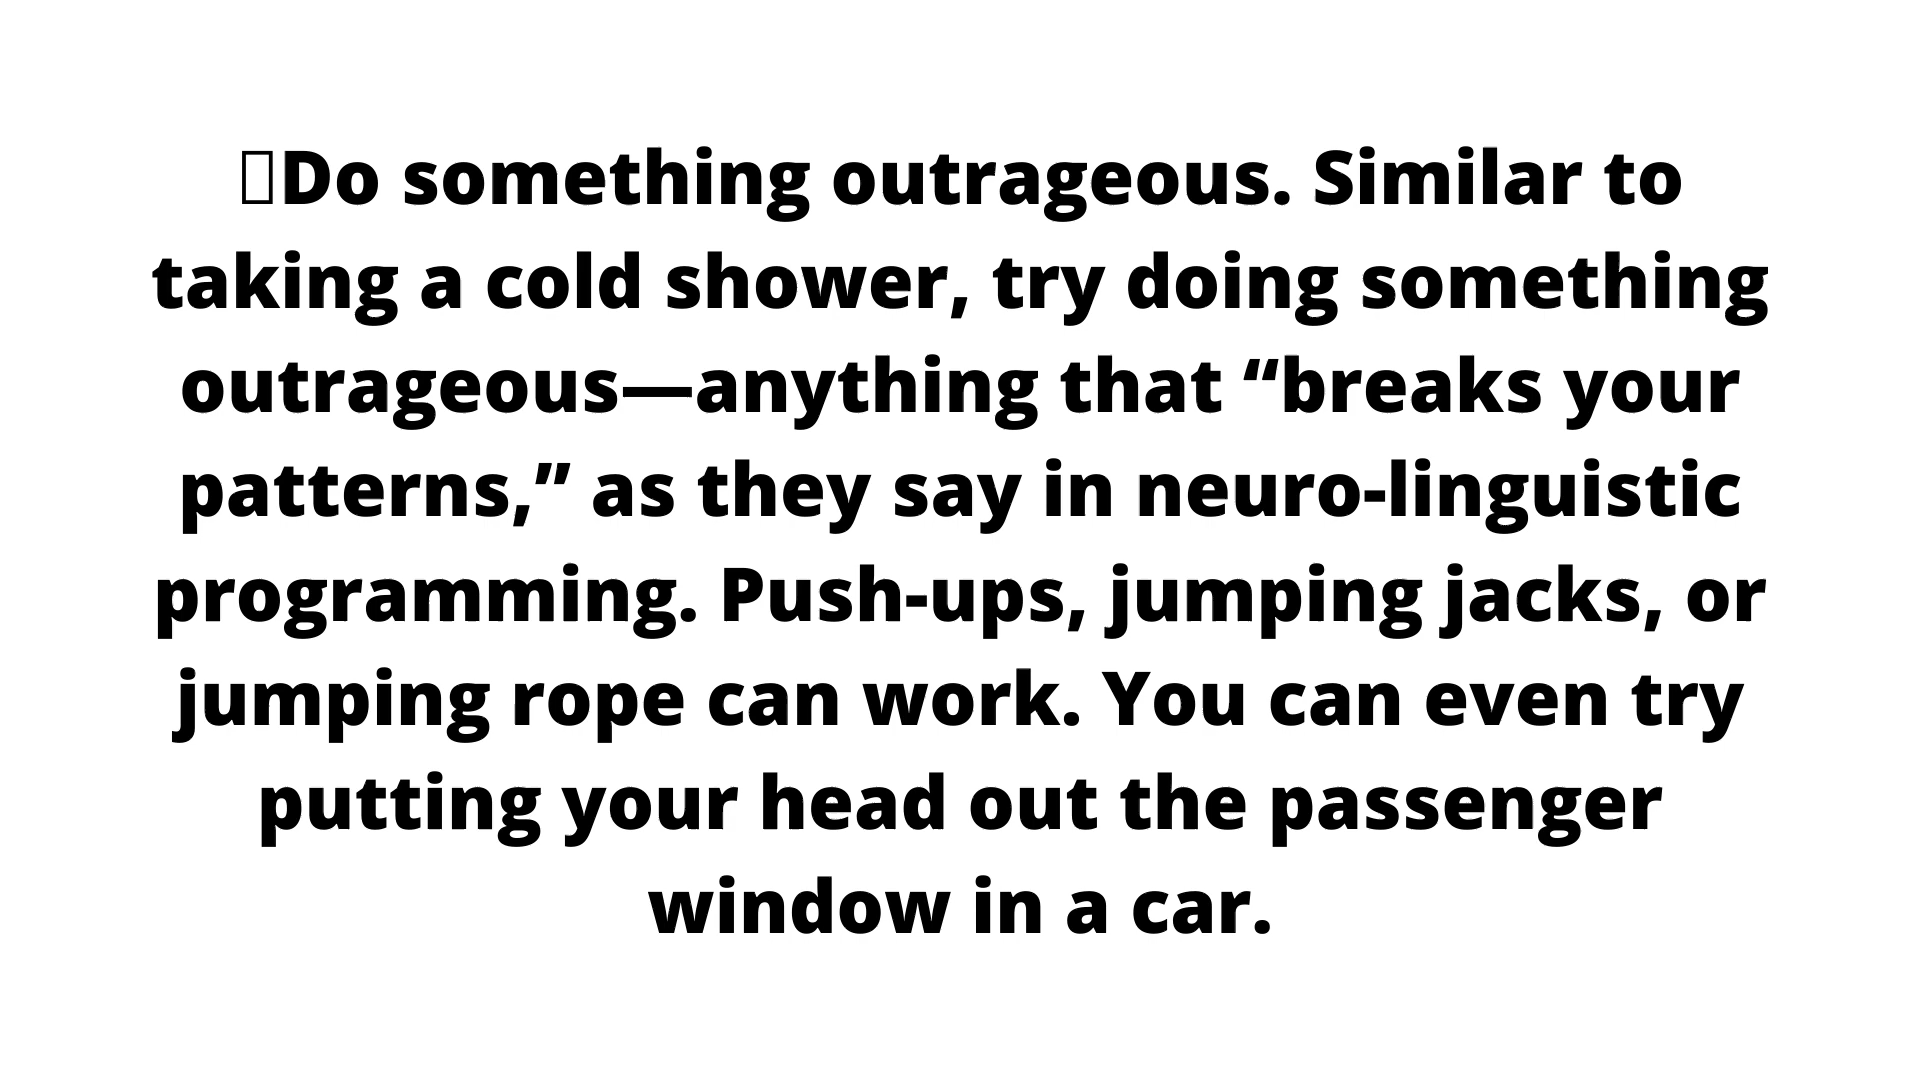 Do something outrageous. Similar to
taking a cold shower, try doing something
outrageous—anything that “breaks your
patterns,” as they say in neuro-linguistic
programming. Push-ups, jumping jacks, or
jumping rope can work. You can even try
putting your head out the passenger
window in a car.